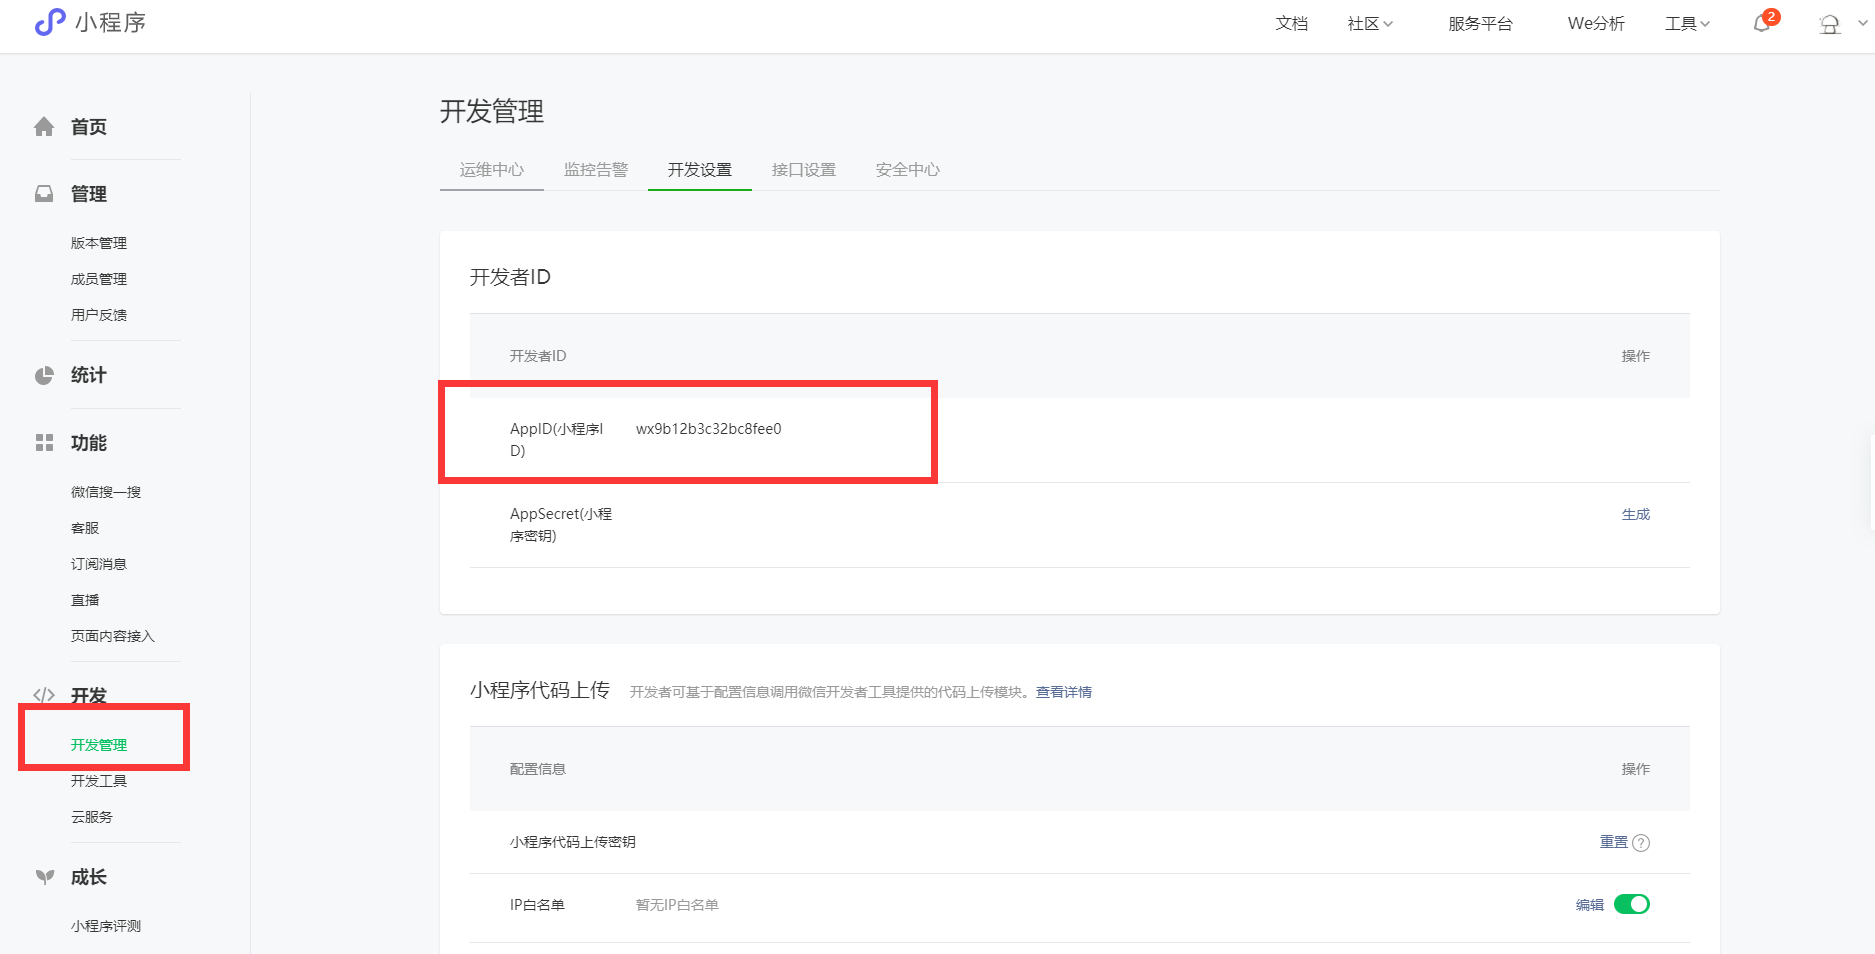 小程序
文档 社区 服务平台 We分析 工具 2
首页
管理
版本管理
成员管理
用户反馈
统计
功能
微信搜一搜
客服
订阅消息
直播
页面内容接入
开发
开发管理
开发工具
云服务
成长
小程序评测
开发管理
运维中心 监控告警 开发设置 接口设置 安全中心
开发者ID
开发者ID 操作
AppID(小程序I wx9b12b3c32bc8fee0
D)
AppSecret(小程 生成
序密钥)
小程序代码上传 开发者可基于配置信息调用微信开发者工具提供的代码上传模块。查看详情
配置信息 操作
小程序代码上传密钥 重置 ?
IP白名单 暂无IP白名单 编辑